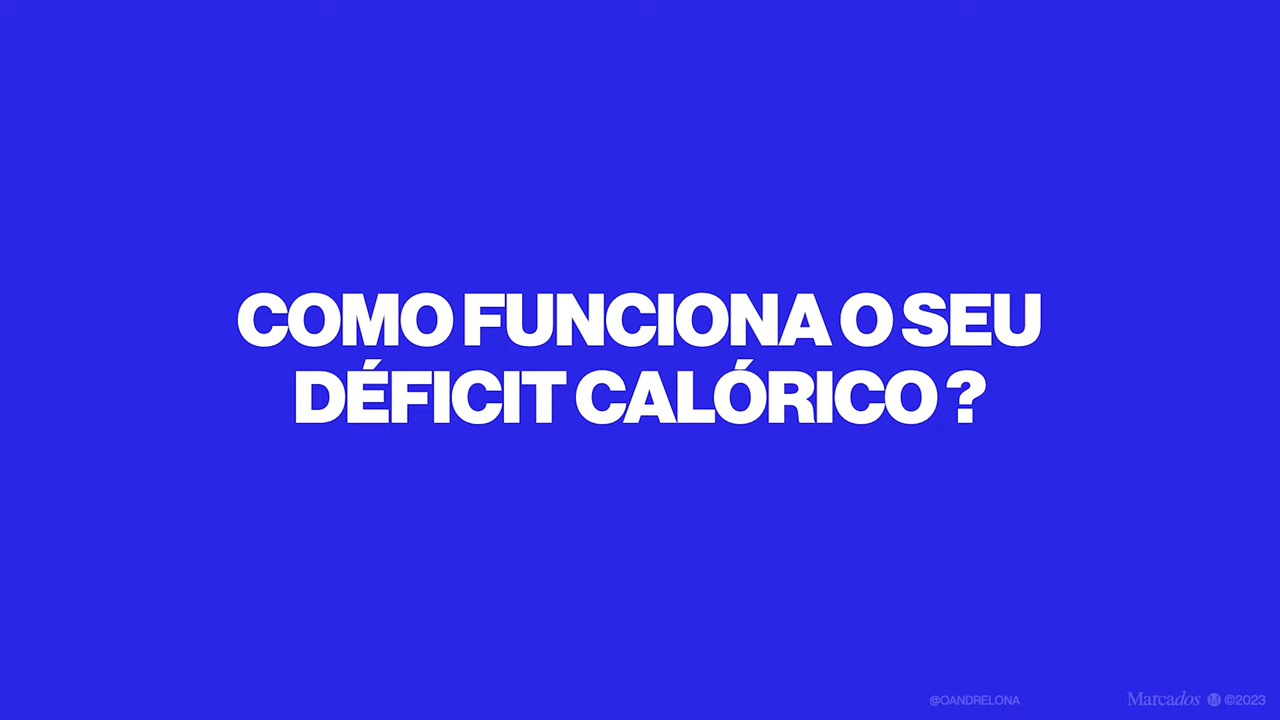 COMO FUNCIONA O SEU
DÉFICIT CALÓRICO ?
@OANDRELONA
Marcados ©2023